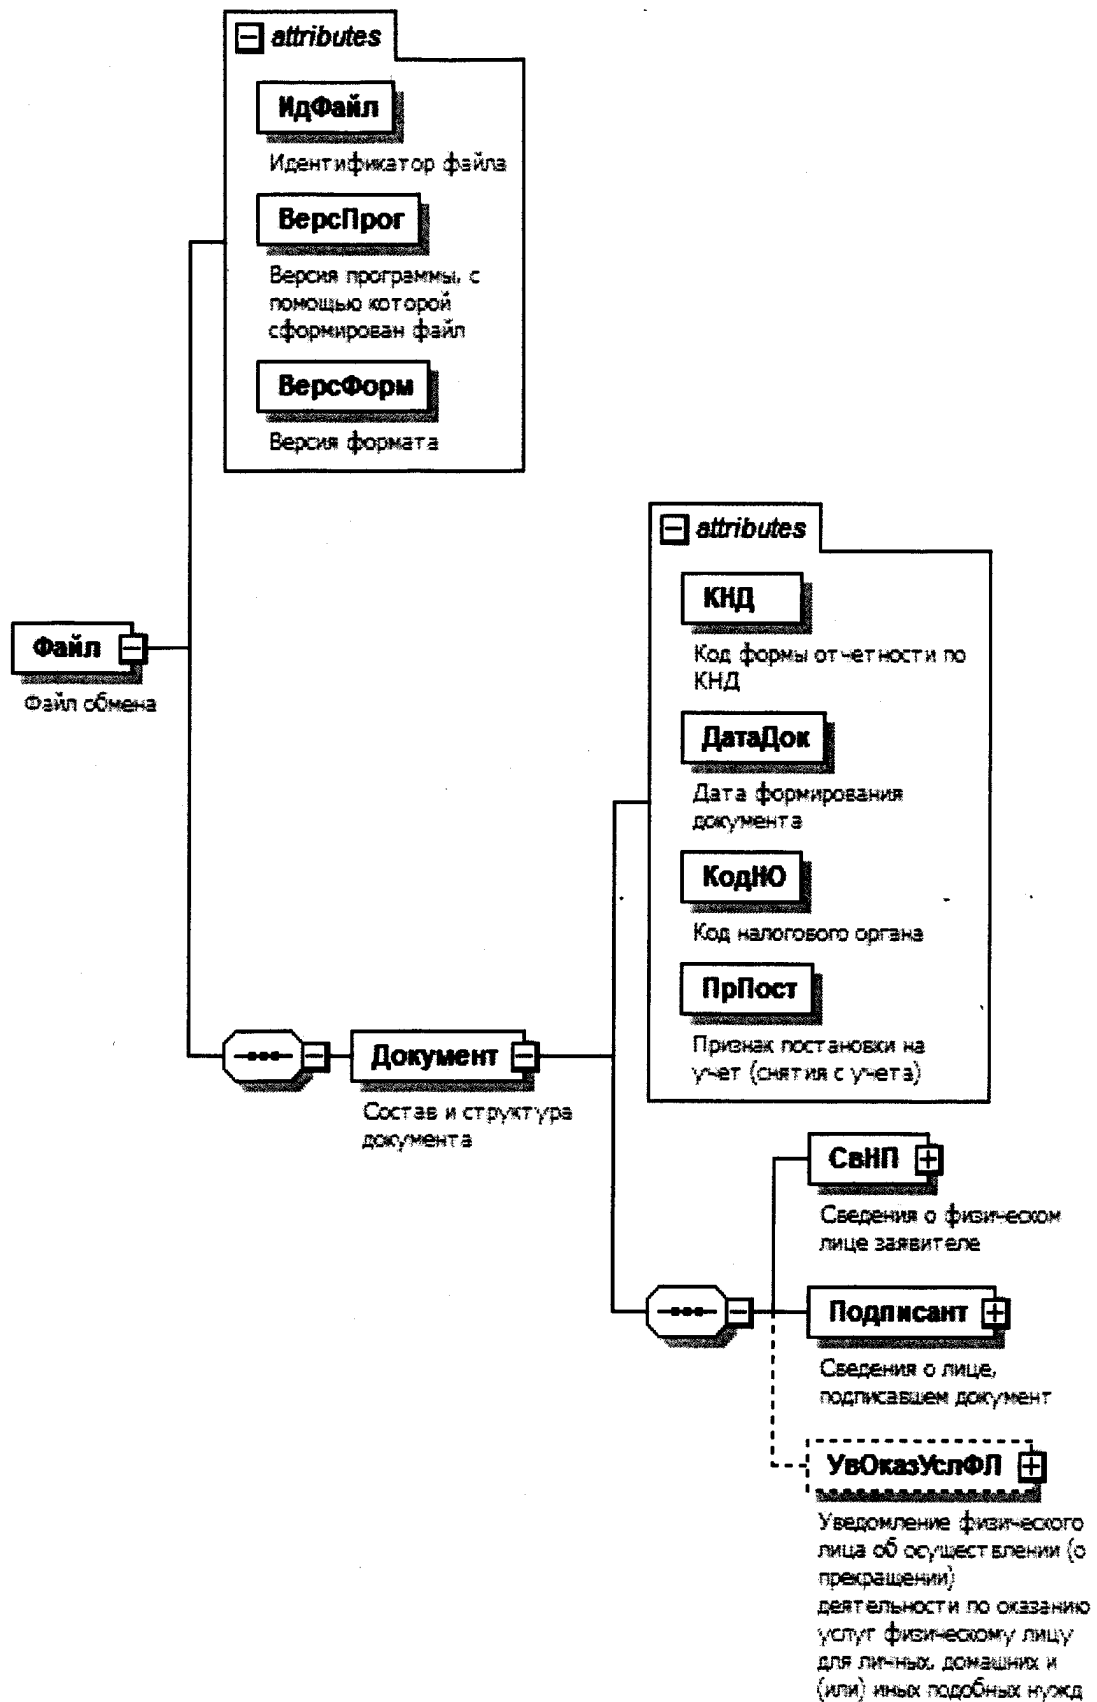 attributes
ИдФайл
Идентификатор файла
ВерсПрог
Версия программы, с
помощью которой
сформирован файл
ВерсФорм
Версия формата
Файл
Файл обмена
attributes
КНД
Код формы отчетности по
КНД
ДатаДок
Дата формирования
документа
КодНО
Код налогового органа
ПрПост
Признак постановки на
учет (снятия с учета)
Документ
Состав и структура
документа
СвНП
Сведения о физическом
лице заявителе
Подписант
Сведения о лице,
подписавшем документ
УвОказУслФЛ
Уведомление физического
лица об осуществлении (о
прекращении)
деятельности по оказанию
услуг физическому лицу
для личных, домашних и
(или) иных подобных нужд